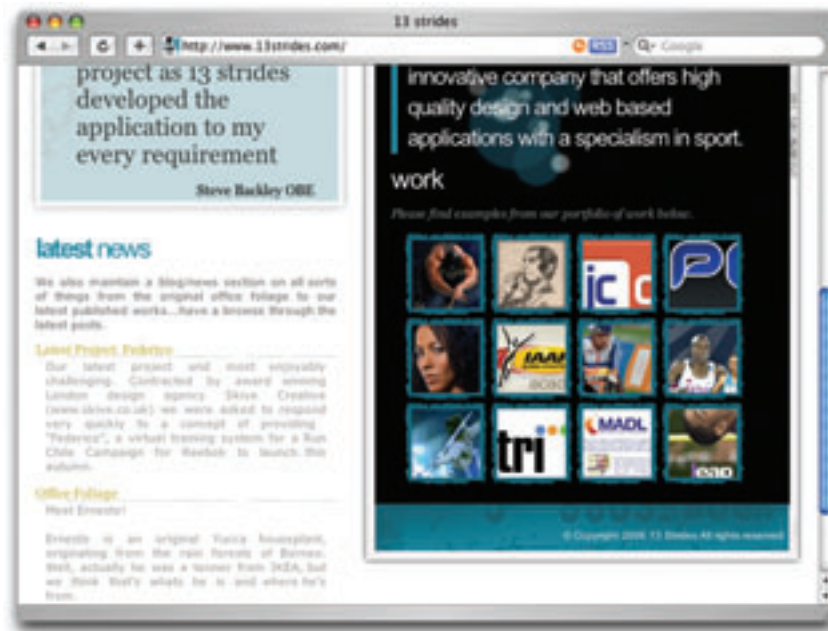 13 strides
http://www.13strides.com/
RSS
Google
project as 13 strides
developed the
application to my
every requirement
Steve Backley OBE
latest news
We also maintain a blog/news section on all sorts
of things from the original office foliage to our
latest published works...have a browse through the
latest posts.
Latest Project: Federico
Our latest project and most enjoyably
challenging. Contracted by award winning
London design agency Skive Creative
(www.skive.co.uk) we were asked to respond
very quickly to a concept of providing
"Federico", a virtual training system for a Run
Chile Campaign for Reebok to launch this
autumn.
Office Foliage
Meet Ernesto!
Ernesto is an original Yucca houseplant,
originating from the rain forests of Borneo.
Well, actually he was a tenner from IKEA, but
we think that's whats he is and where he's
from.
innovative company that offers high
quality design and web based
applications with a specialism in sport.
work
Please find examples from our portfolio of work below.
jc
IAAF
tri
MADL
leap
© Copyright 2006 13 Strides All rights reserved